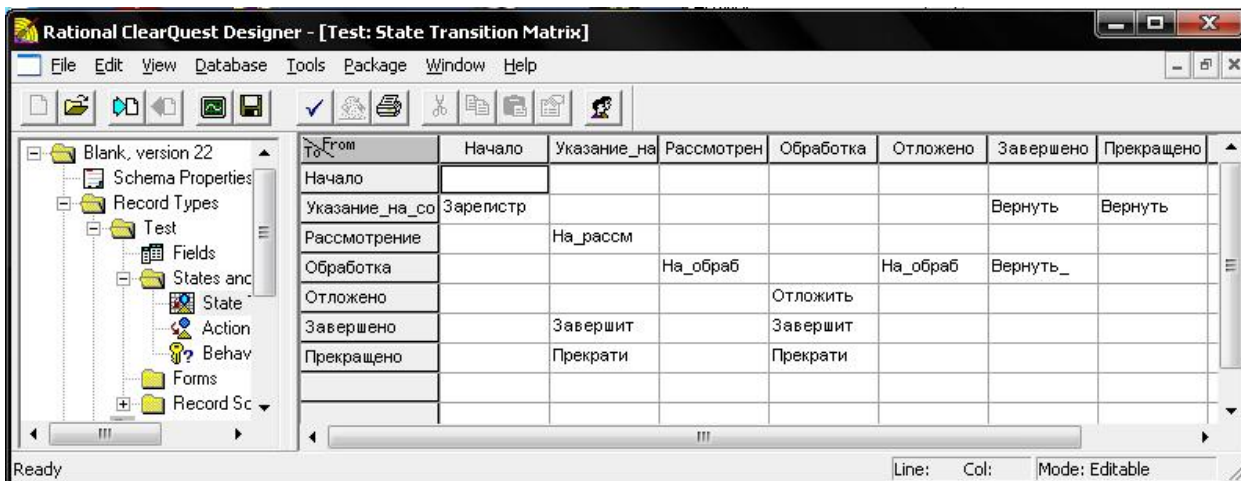 Rational ClearQuest Designer - [Test: State Transition Matrix]
File Edit View Database Tools Package Window Help
Blank, version 22
Schema Properties
Record Types
Test
Fields
States and
State
Action
Behav
Forms
Record Sc
To From Начало Указание_на Рассмотрен Обработка Отложено Завершено Прекращено
Начало
Указание_на_со Зарегистр Вернуть Вернуть
Рассмотрение На_рассм
Обработка На_обраб На_обраб Вернуть_
Отложено Отложить
Завершено Завершит Завершит
Прекращено Прекрати Прекрати
Ready Line: Col: Mode: Editable